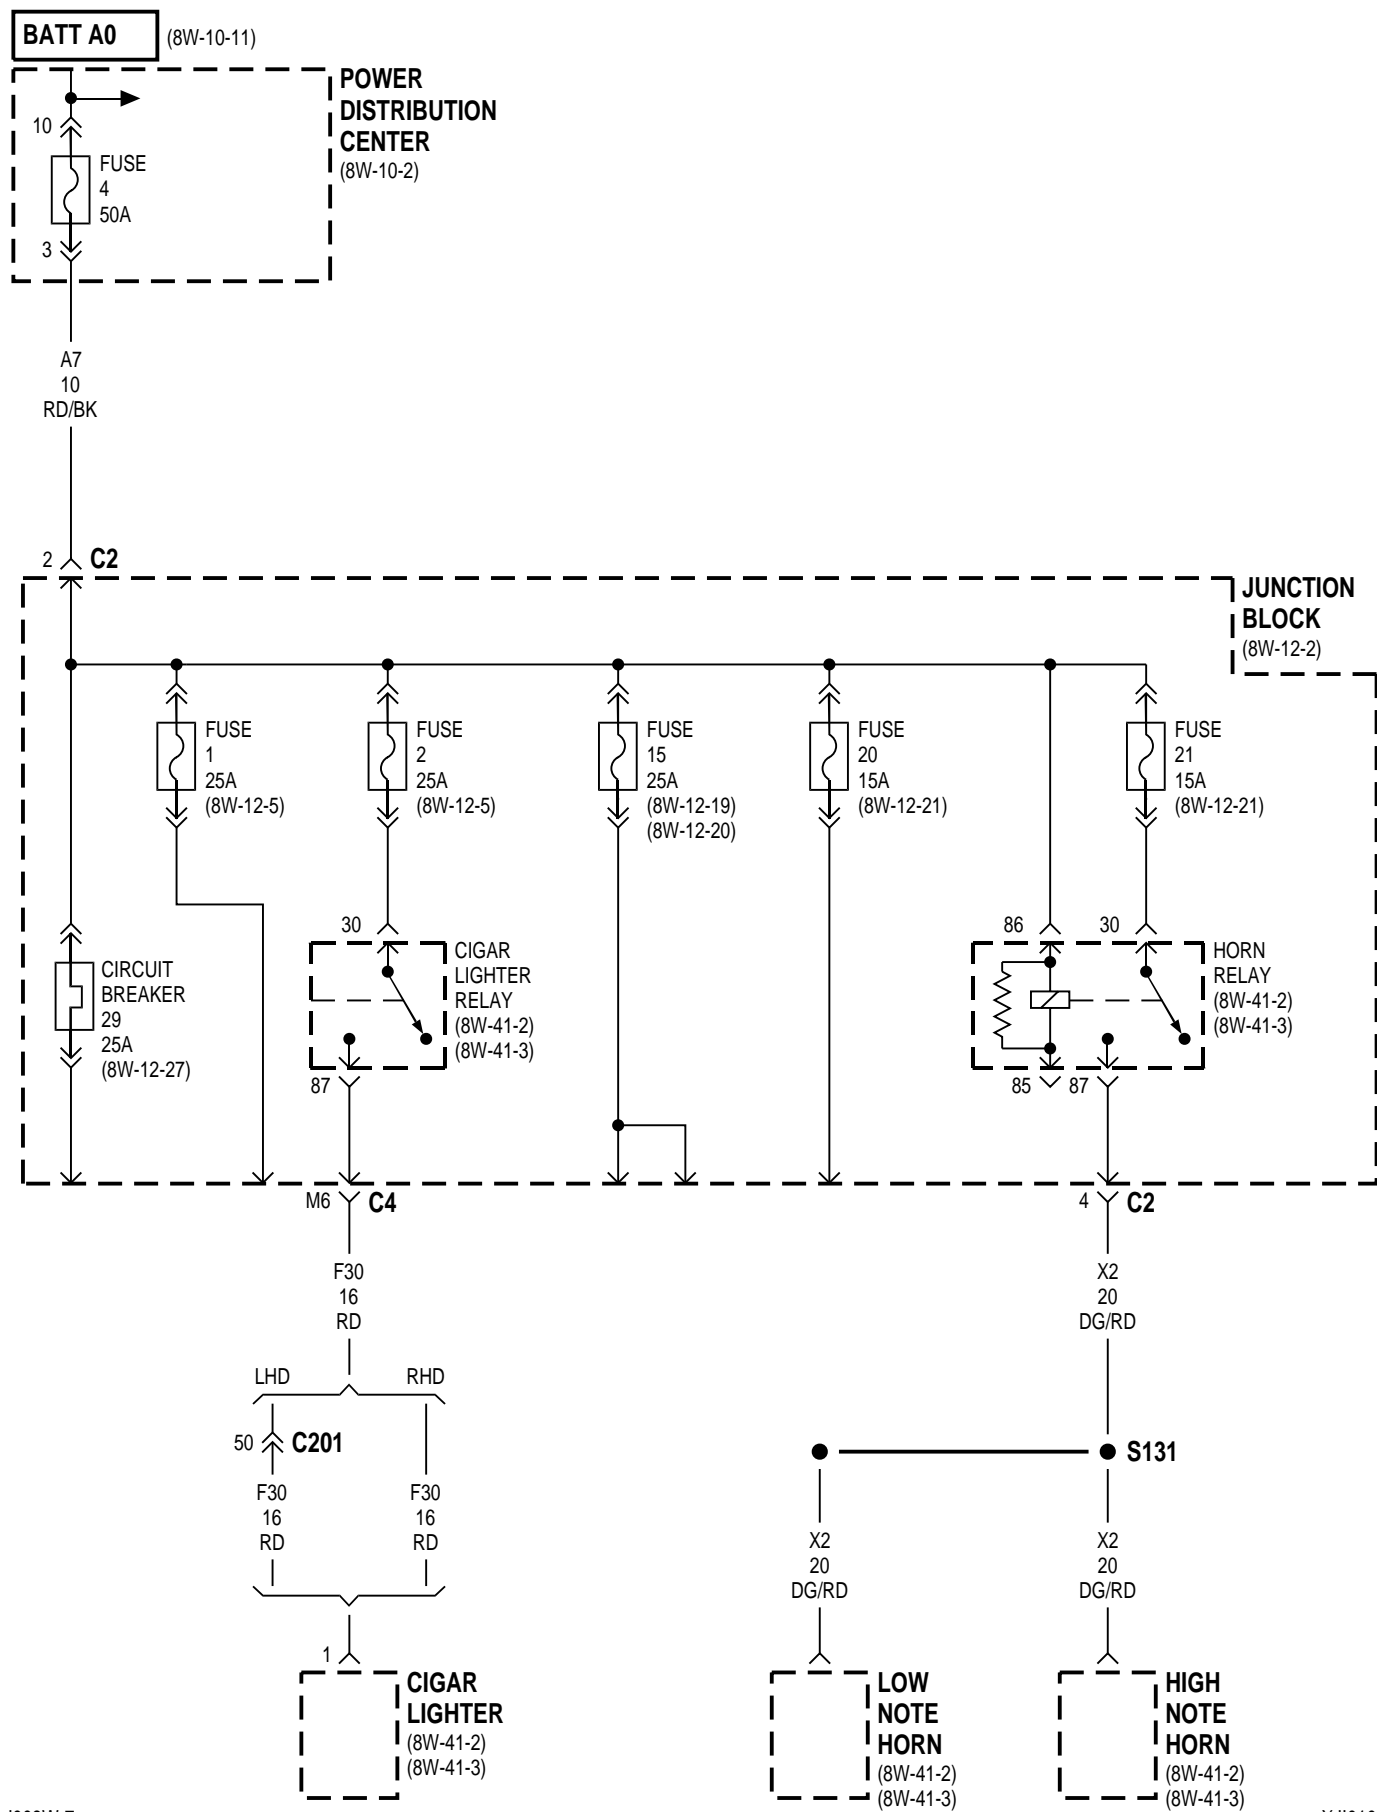 BATT A0 (8W-10-11)
POWER
DISTRIBUTION
CENTER
(8W-10-2)
10
FUSE
4
50A
3
A7
10
RD/BK
2 C2
JUNCTION
BLOCK
(8W-12-2)
FUSE
1
25A
(8W-12-5)
FUSE
2
25A
(8W-12-5)
FUSE
15
25A
(8W-12-19)
(8W-12-20)
FUSE
20
15A
(8W-12-21)
FUSE
21
15A
(8W-12-21)
CIRCUIT
BREAKER
29
25A
(8W-12-27)
30
CIGAR
LIGHTER
RELAY
(8W-41-2)
(8W-41-3)
87
86 30
HORN
RELAY
(8W-41-2)
(8W-41-3)
85 87
M6 C4
4 C2
F30
16
RD
X2
20
DG/RD
LHD RHD
50 C201
F30
16
RD
F30
16
RD
S131
X2
20
DG/RD
X2
20
DG/RD
1
CIGAR
LIGHTER
(8W-41-2)
(8W-41-3)
LOW
NOTE
HORN
(8W-41-2)
(8W-41-3)
HIGH
NOTE
HORN
(8W-41-2)
(8W-41-3)